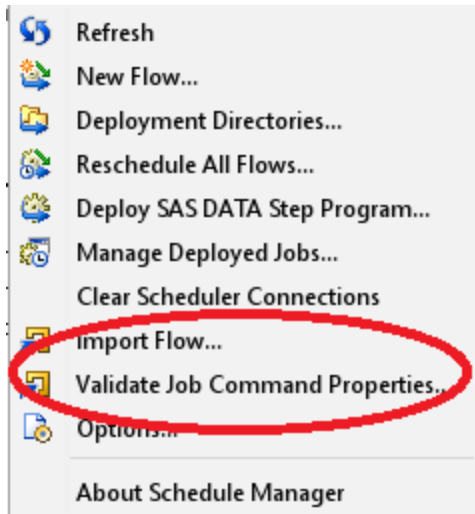 Refresh
New Flow...
Deployment Directories...
Reschedule All Flows...
Deploy SAS DATA Step Program...
Manage Deployed Jobs...
Clear Scheduler Connections
Import Flow...
Validate Job Command Properties...
Options...
About Schedule Manager